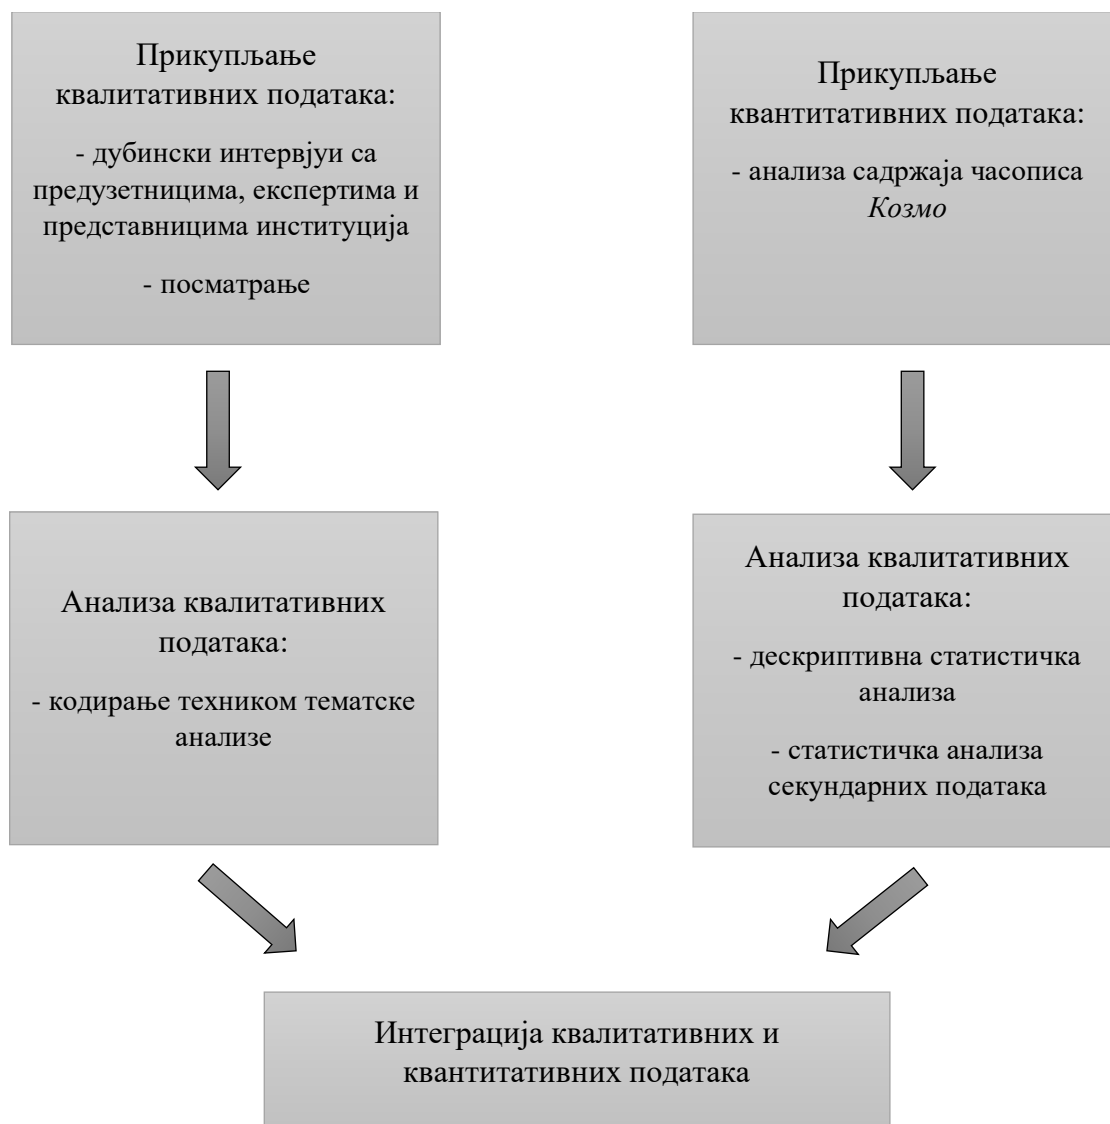 Прикупљање
квалитативних података:
- дубински интервјуи са
предузетницима, експертима и
представницима институција
- посматрање
Прикупљање
квантитативних података:
- анализа садржаја часописа
Козмо
Анализа квалитативних
података:
- кодирање техником тематске
анализе
Анализа квалитативних
података:
- дескриптивна статистичка
анализа
- статистичка анализа
секундарних података
Интеграција квалитативних и
квантитативних података